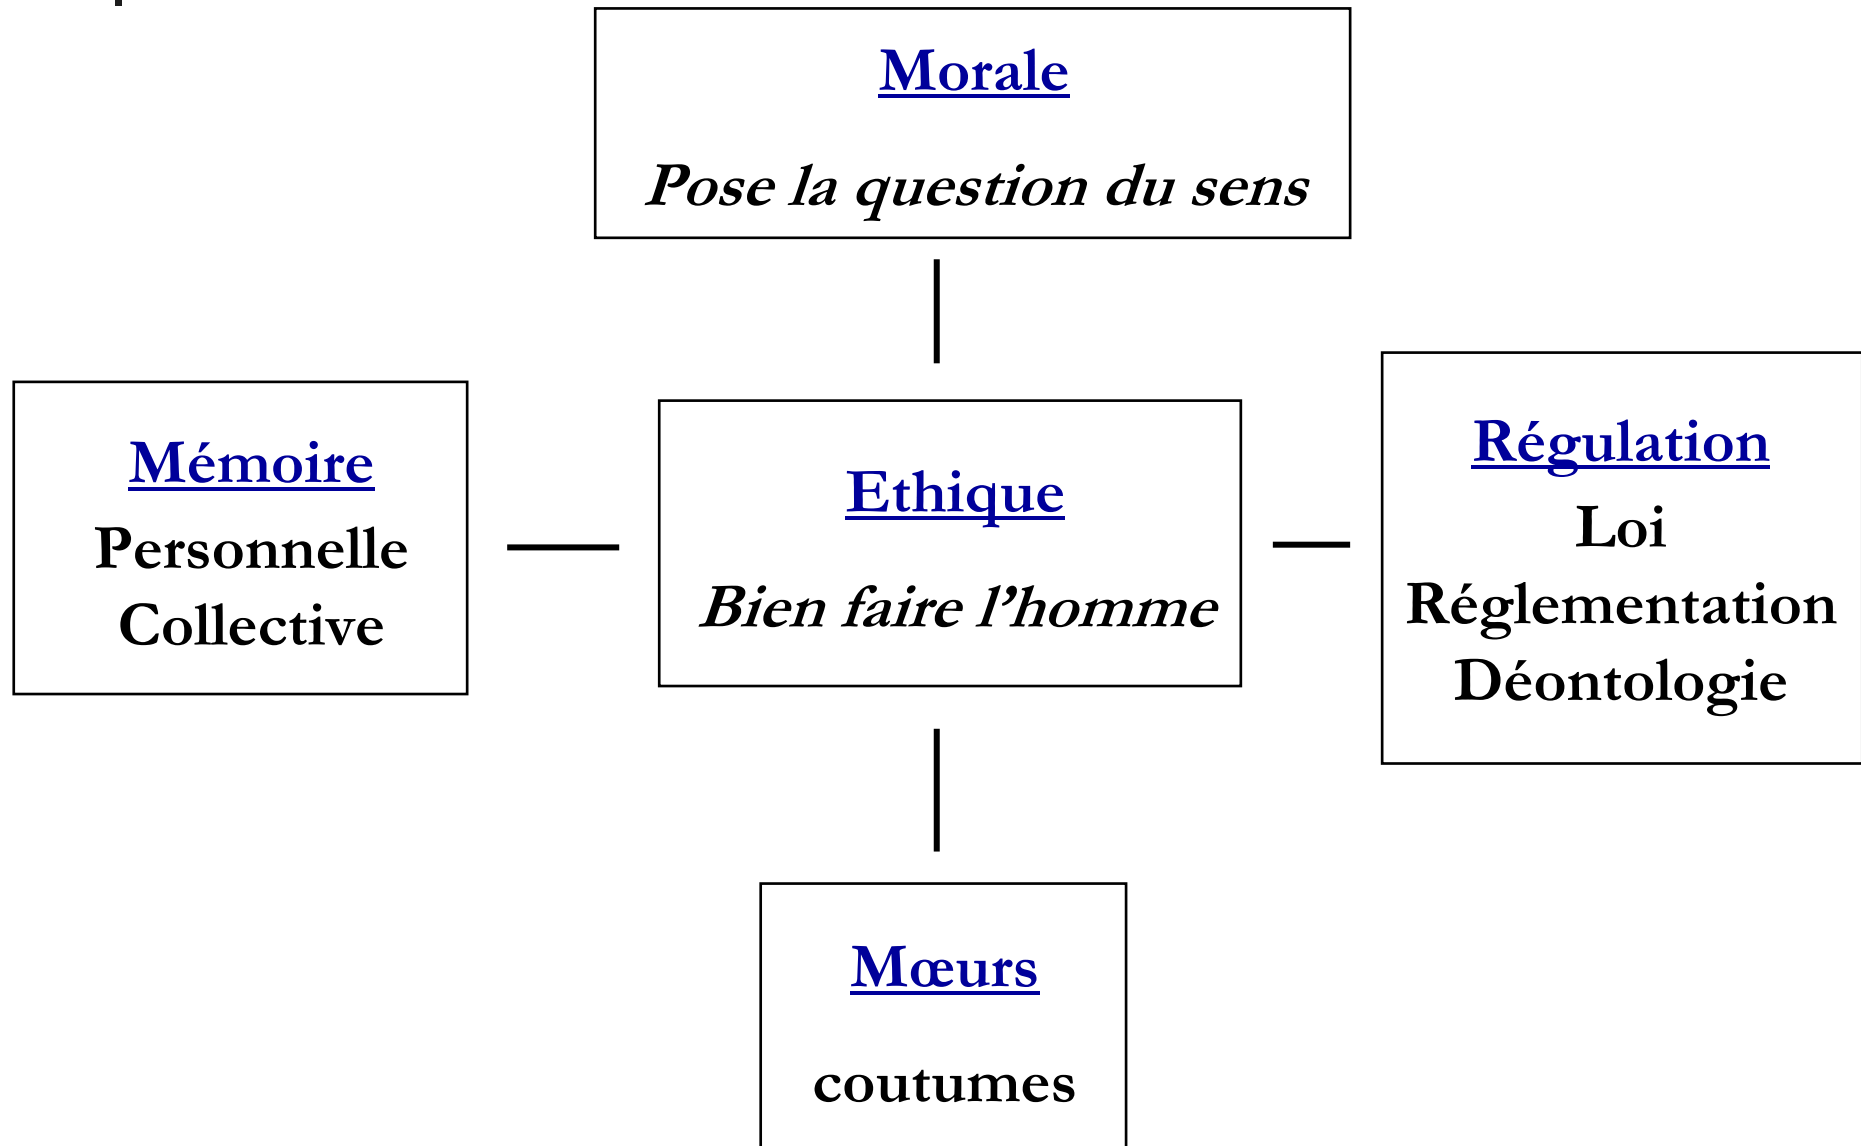 Morale
Pose la question du sens
Mémoire
Personnelle
Collective
Ethique
Bien faire l’homme
Régulation
Loi
Réglementation
Déontologie
Mœurs
coutumes